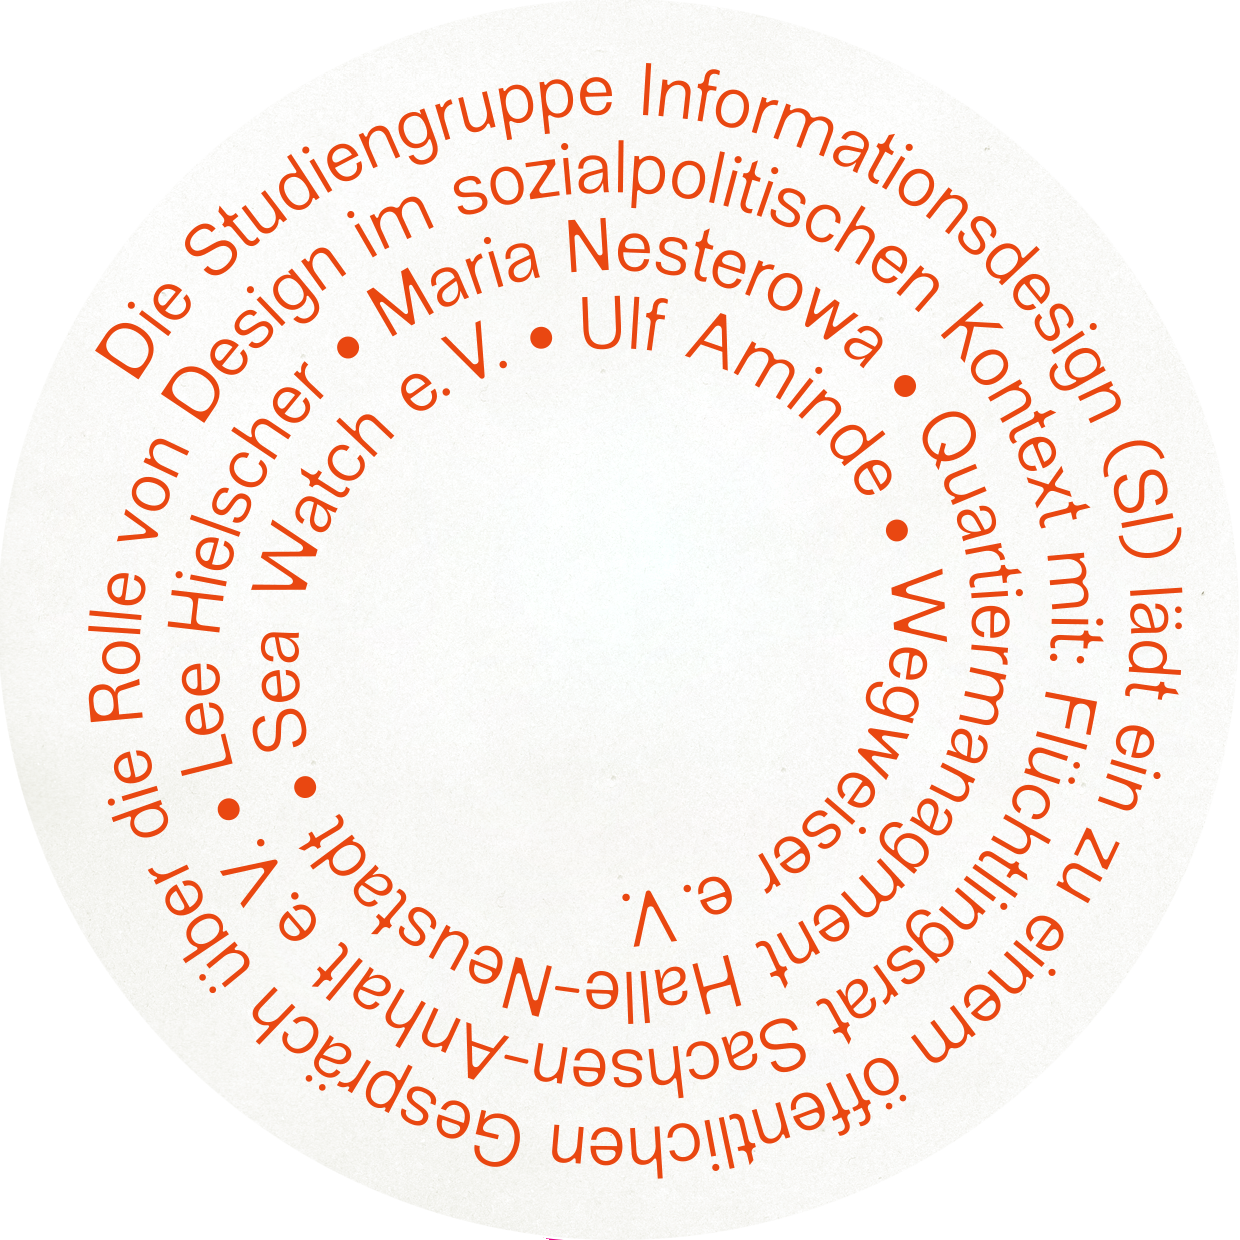 Die Studiengruppe Informationsdesign (SI) lädt ein zu einem öffentlichen Gespräch über die Rolle von
Design im sozialpolitischen Kontext mit: Flüchtlingsrat Sachsen-Anhalt e. V. • Lee Hielscher •
Maria Nesterowa • Quartiermanagment Halle-Neustadt • Sea Watch e. V. •
Ulf Aminde • Wegweiser e. V.